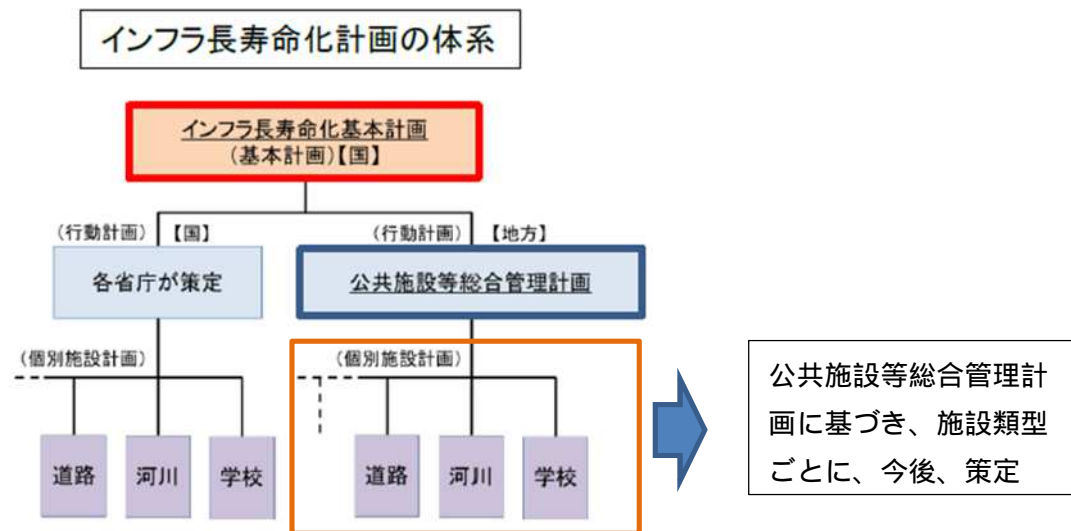 インフラ長寿命化計画の体系
インフラ長寿命化基本計画
(基本計画)【国】
(行動計画) 【国】
(行動計画) 【地方】
各省庁が策定
公共施設等総合管理計画
(個別施設計画)
(個別施設計画)
道路
河川
学校
道路
河川
学校
公共施設等総合管理計
画に基づき、施設類型
ごとに、今後、策定